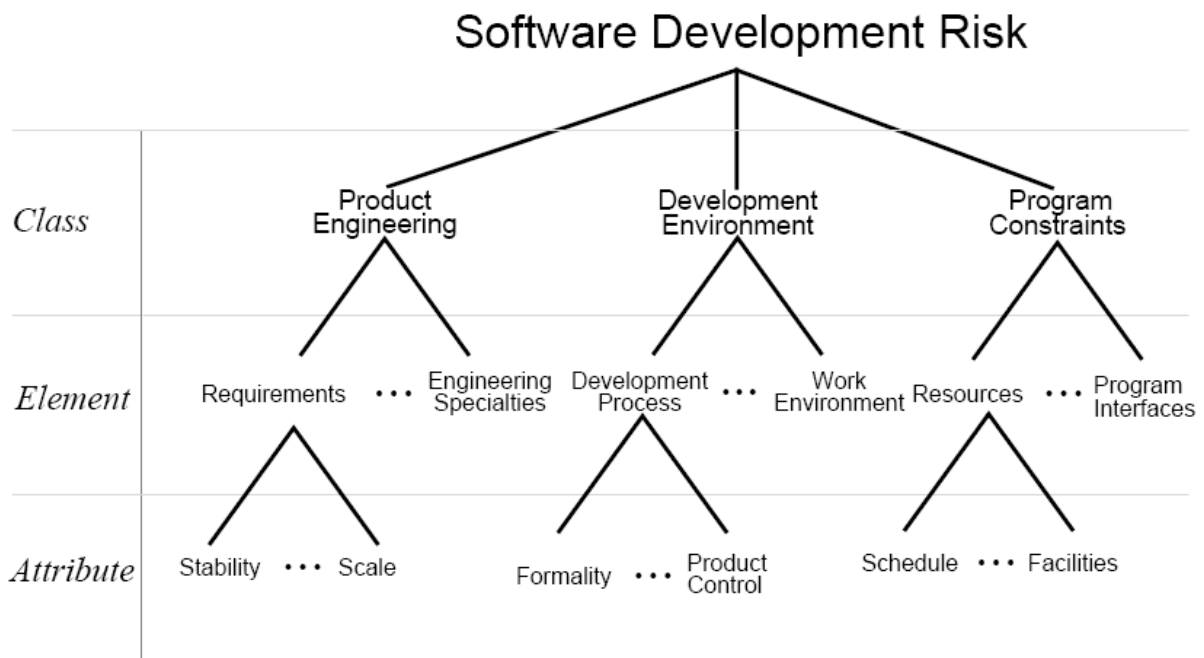 Software Development Risk
Class
Product
Engineering
Development
Environment
Program
Constraints
Element
Requirements
• • •
Engineering
Specialties
Development
Process
• • •
Work
Environment
Resources
• • •
Program
Interfaces
Attribute
Stability
• • •
Scale
Formality
• • •
Product
Control
Schedule
• • •
Facilities